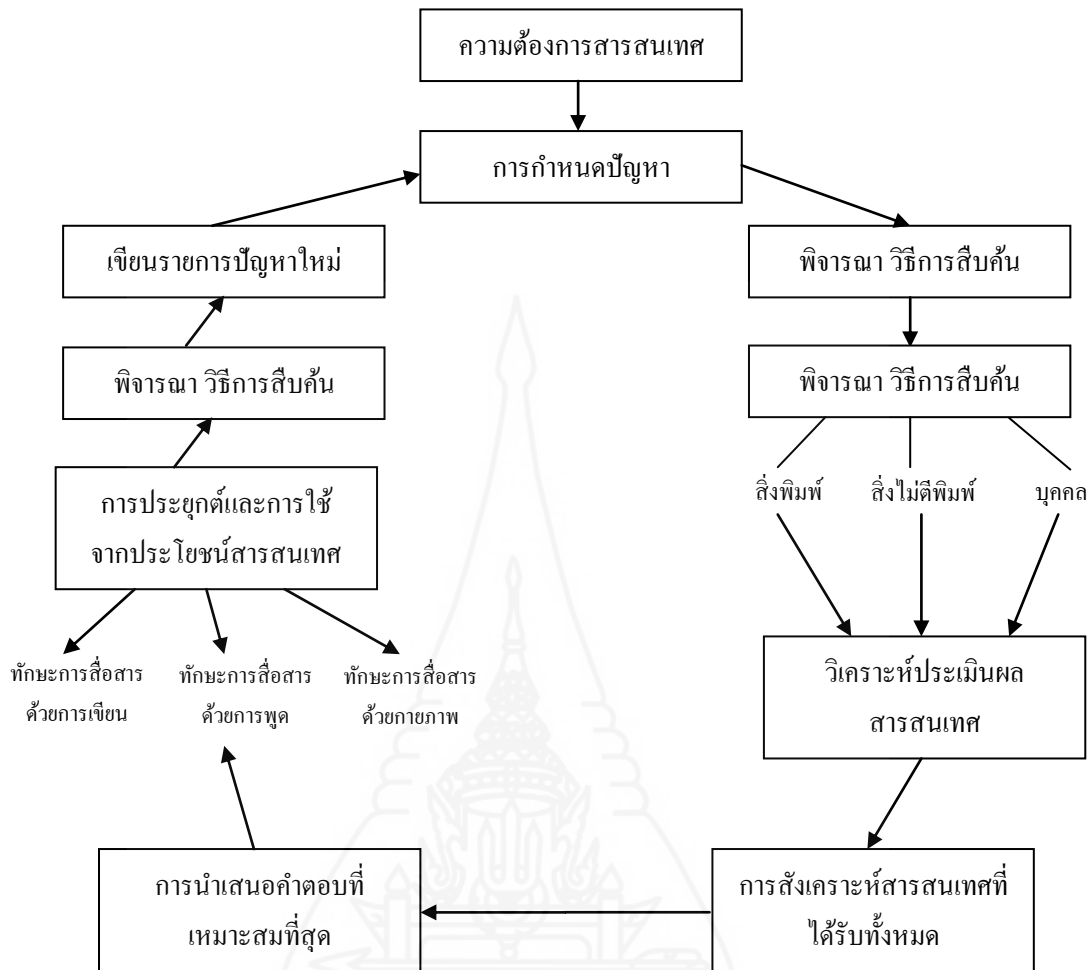 ความต้องการสารสนเทศ
การกำหนดปัญหา
เขียนรายการปัญหาใหม่
พิจารณา วิธีการสืบค้น
พิจารณา วิธีการสืบค้น
พิจารณา วิธีการสืบค้น
การประยุกต์และการใช้
จากประโยชน์สารสนเทศ
สิ่งพิมพ์
สิ่งไม่ตีพิมพ์
บุคคล
ทักษะการสื่อสาร
ด้วยการเขียน
ทักษะการสื่อสาร
ด้วยการพูด
ทักษะการสื่อสาร
ด้วยกายภาพ
วิเคราะห์ประเมินผล
สารสนเทศ
การนำเสนอคำตอบที่
เหมาะสมที่สุด
การสังเคราะห์สารสนเทศที่
ได้รับทั้งหมด